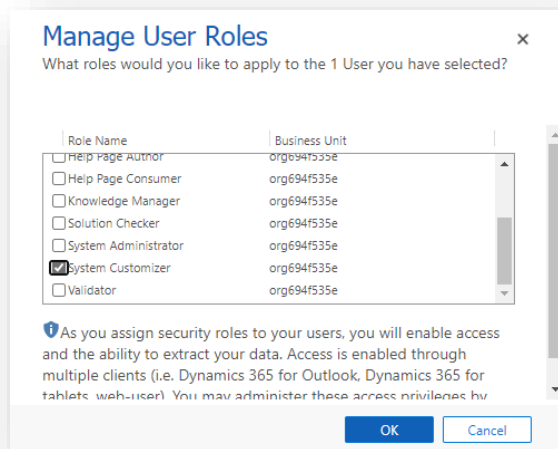 Manage User Roles
What roles would you like to apply to the 1 User you have selected?
Role Name Business Unit
Help Page Author org694f535e
Help Page Consumer org694f535e
Knowledge Manager org694f535e
Solution Checker org694f535e
System Administrator org694f535e
System Customizer org694f535e
Validator org694f535e
As you assign security roles to your users, you will enable access
and the ability to extract your data. Access is enabled through
multiple clients (i.e. Dynamics 365 for Outlook, Dynamics 365 for
tablets, web-user). You may administer these access privileges by
OK Cancel